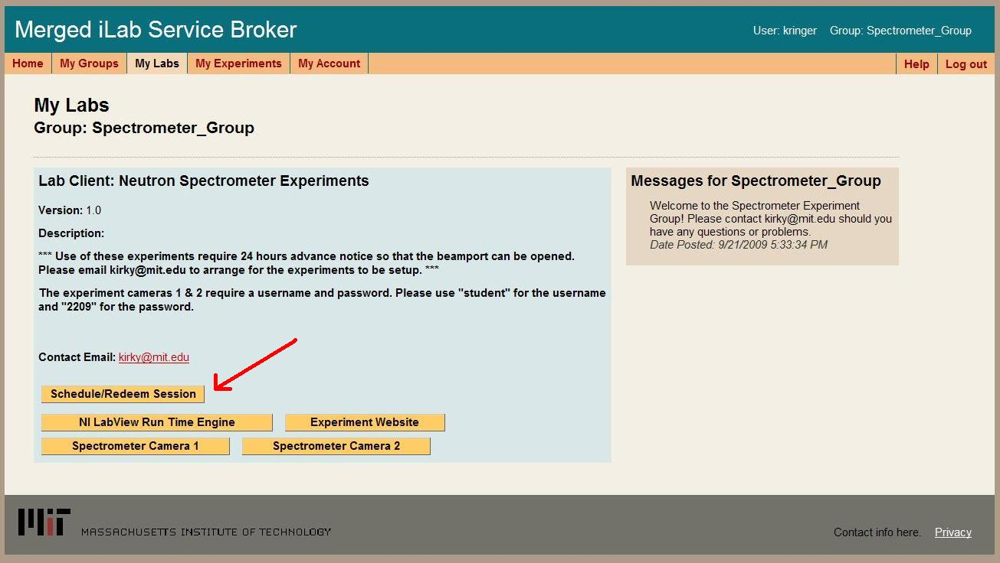 Merged iLab Service Broker
User: kringer Group: Spectrometer_Group
Home My Groups My Labs My Experiments My Account Help Log out
My Labs
Group: Spectrometer_Group
Lab Client: Neutron Spectrometer Experiments
Version: 1.0
Description:
*** Use of these experiments require 24 hours advance notice so that the beamport can be opened.
Please email kirky@mit.edu to arrange for the experiments to be setup. ***
The experiment cameras 1 & 2 require a username and password. Please use "student" for the username
and "2209" for the password.
Contact Email: kirky@mit.edu
Schedule/Redeem Session
NI LabView Run Time Engine Experiment Website
Spectrometer Camera 1 Spectrometer Camera 2
Messages for Spectrometer_Group
Welcome to the Spectrometer Experiment
Group! Please contact kirky@mit.edu should you
have any questions or problems.
Date Posted: 9/21/2009 5:33:34 PM
MIT MASSACHUSETTS INSTITUTE OF TECHNOLOGY
Contact info here. Privacy